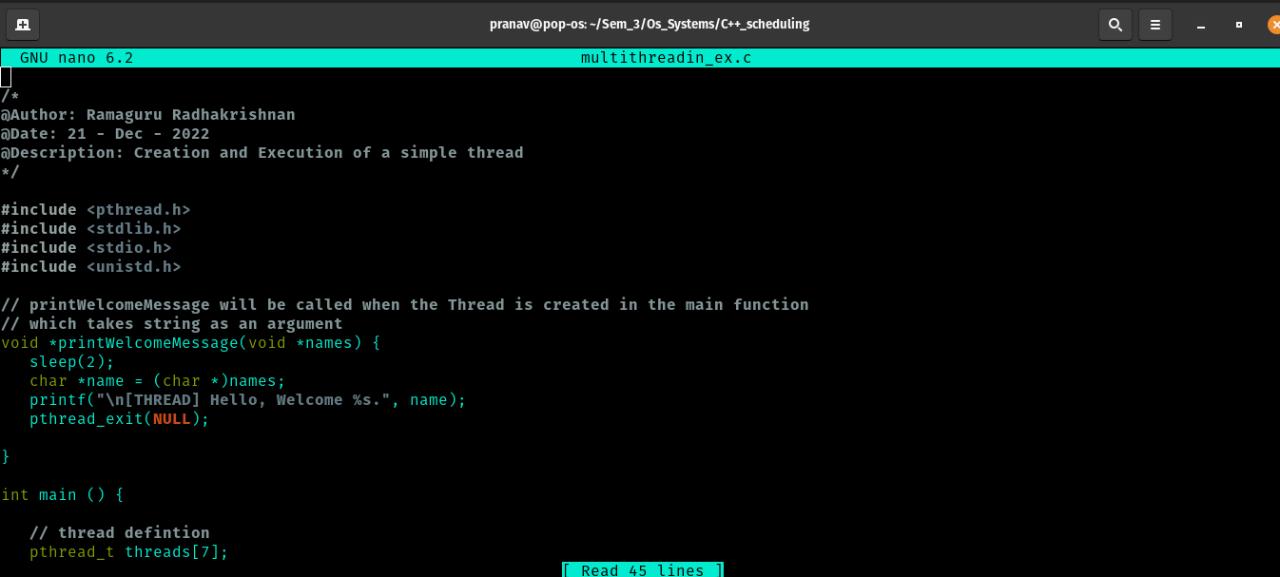 pranav@pop-os: ~/Sem_3/Os_Systems/C++_scheduling
GNU nano 6.2 multithreadin_ex.c
/*
@Author: Ramaguru Radhakrishnan
@Date: 21 - Dec - 2022
@Description: Creation and Execution of a simple thread
*/
#include <pthread.h>
#include <stdlib.h>
#include <stdio.h>
#include <unistd.h>
// printWelcomeMessage will be called when the Thread is created in the main function
// which takes string as an argument
void *printWelcomeMessage(void *names) {
   sleep(2);
   char *name = (char *)names;
   printf("\n[THREAD] Hello, Welcome %s.", name);
   pthread_exit(NULL);
}
int main () {
   // thread defintion
   pthread_t threads[7];
[ Read 45 lines ]